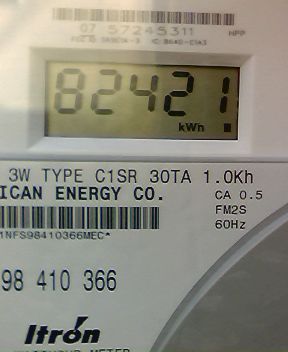 07 57245311
82421
kWh
3W TYPE C1SR 30TA 1.0Kh
ICAN ENERGY CO. CA 0.5
FM2S
60Hz
1NFS98410366MEC*
98 410 366
Itrón